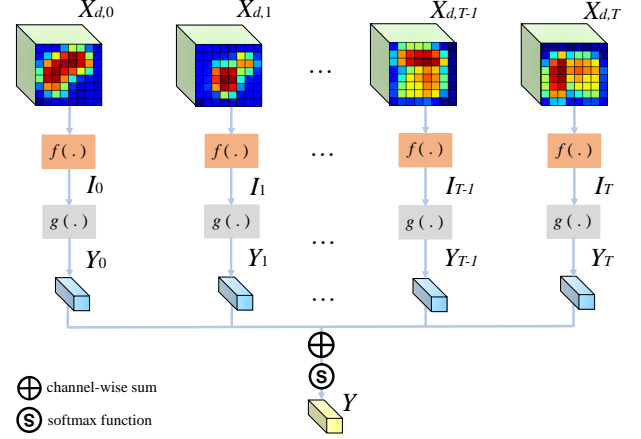 X_{d,0} X_{d,1} X_{d,T-1} X_{d,T}
...
f(.) f(.) ... f(.) f(.)
I_0 I_1 I_{T-1} I_T
g(.) g(.) ... g(.) g(.)
Y_0 Y_1 Y_{T-1} Y_T
...
S
channel-wise sum
S softmax function
Y